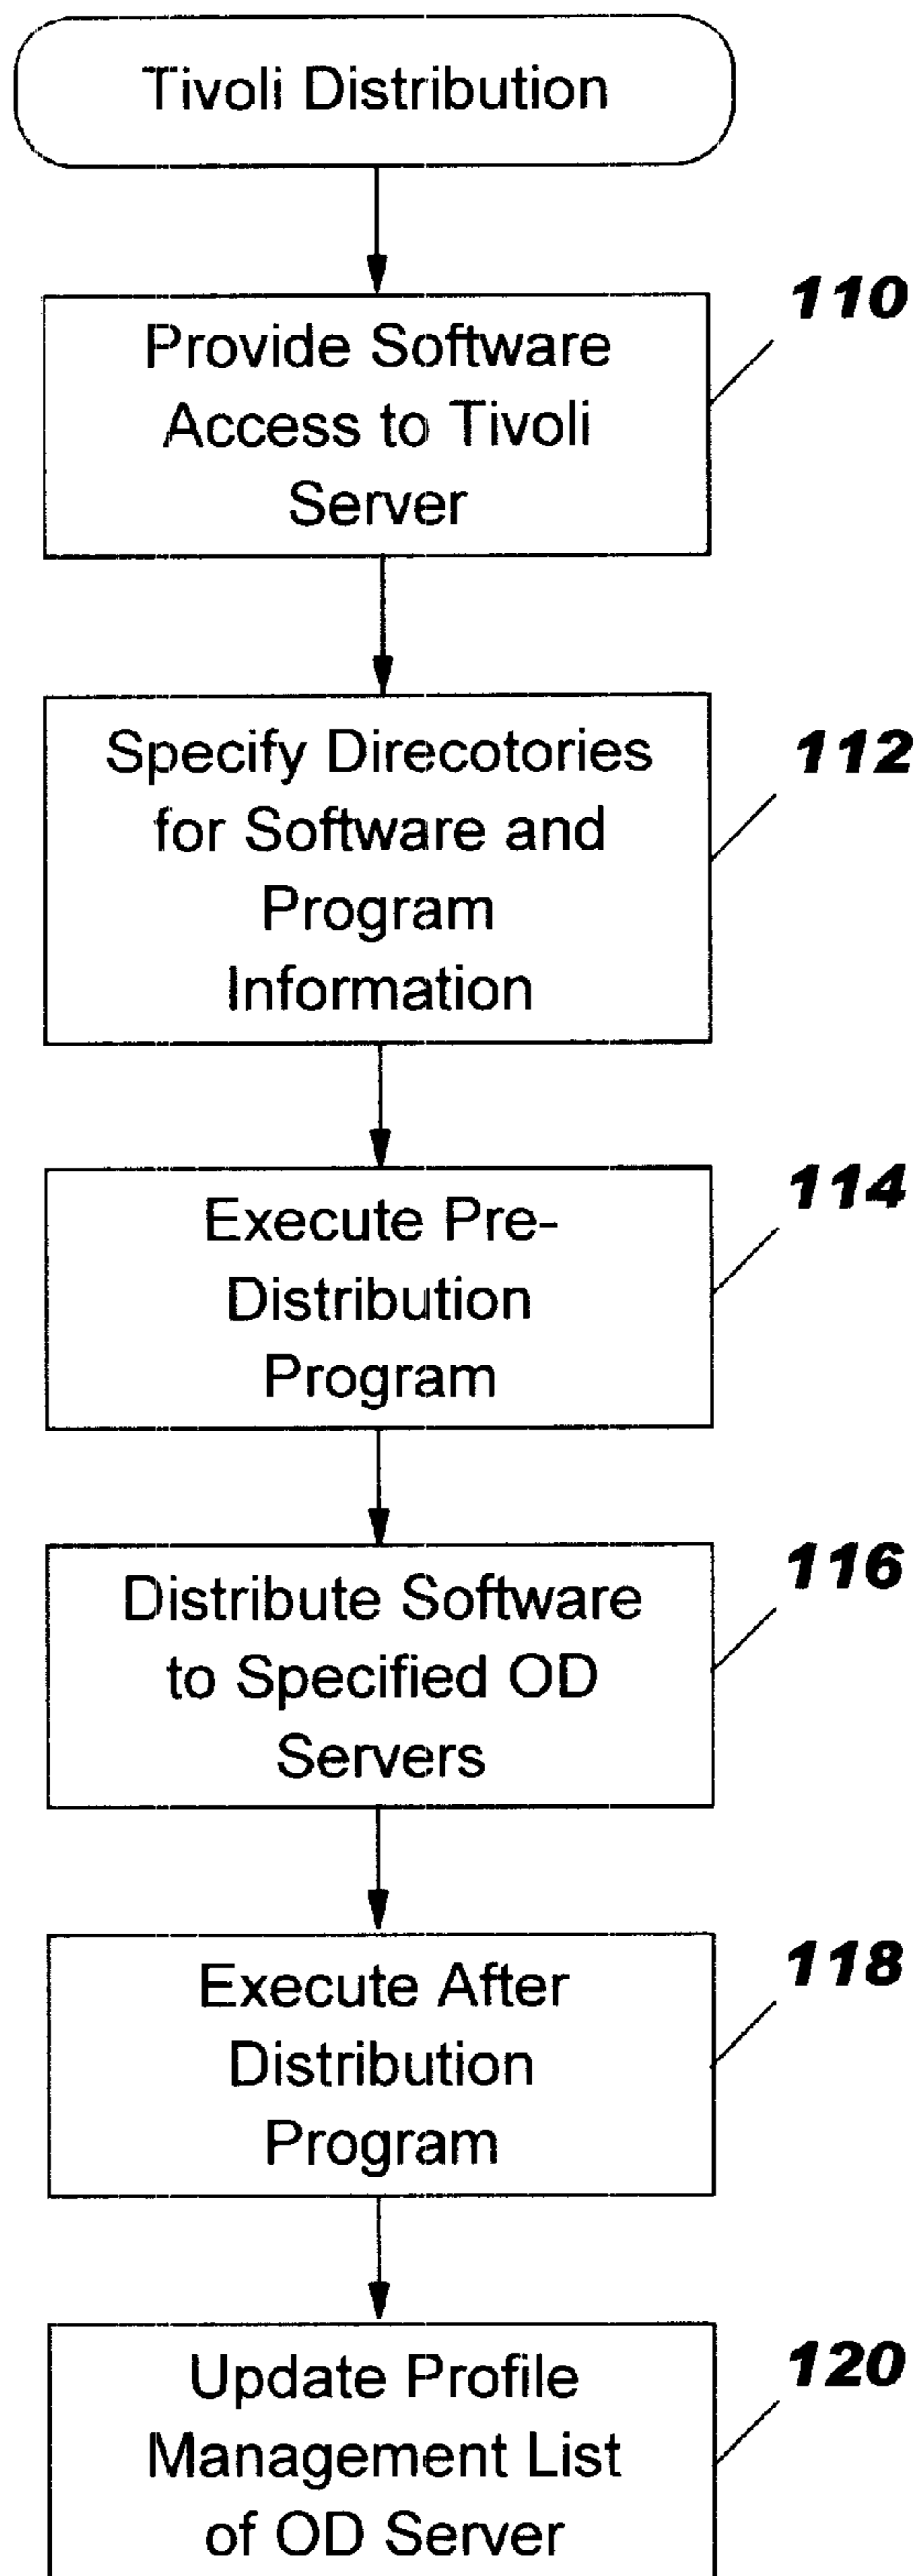 Tivoli Distribution
110
Provide Software
Access to Tivoli
Server
112
Specify Direcotories
for Software and
Program
Information
114
Execute Pre-
Distribution
Program
116
Distribute Software
to Specified OD
Servers
118
Execute After
Distribution
Program
120
Update Profile
Management List
of OD Server